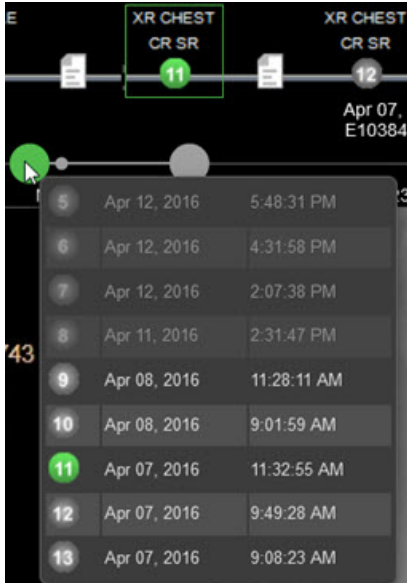 E XR CHEST XR CHEST
CR SR CR SR
11 12
Apr 07,
E10384
5 Apr 12, 2016 5:48:31 PM
6 Apr 12, 2016 4:31:58 PM
7 Apr 12, 2016 2:07:38 PM
8 Apr 11, 2016 2:31:47 PM
743
9 Apr 08, 2016 11:28:11 AM
10 Apr 08, 2016 9:01:59 AM
11 Apr 07, 2016 11:32:55 AM
12 Apr 07, 2016 9:49:28 AM
13 Apr 07, 2016 9:08:23 AM